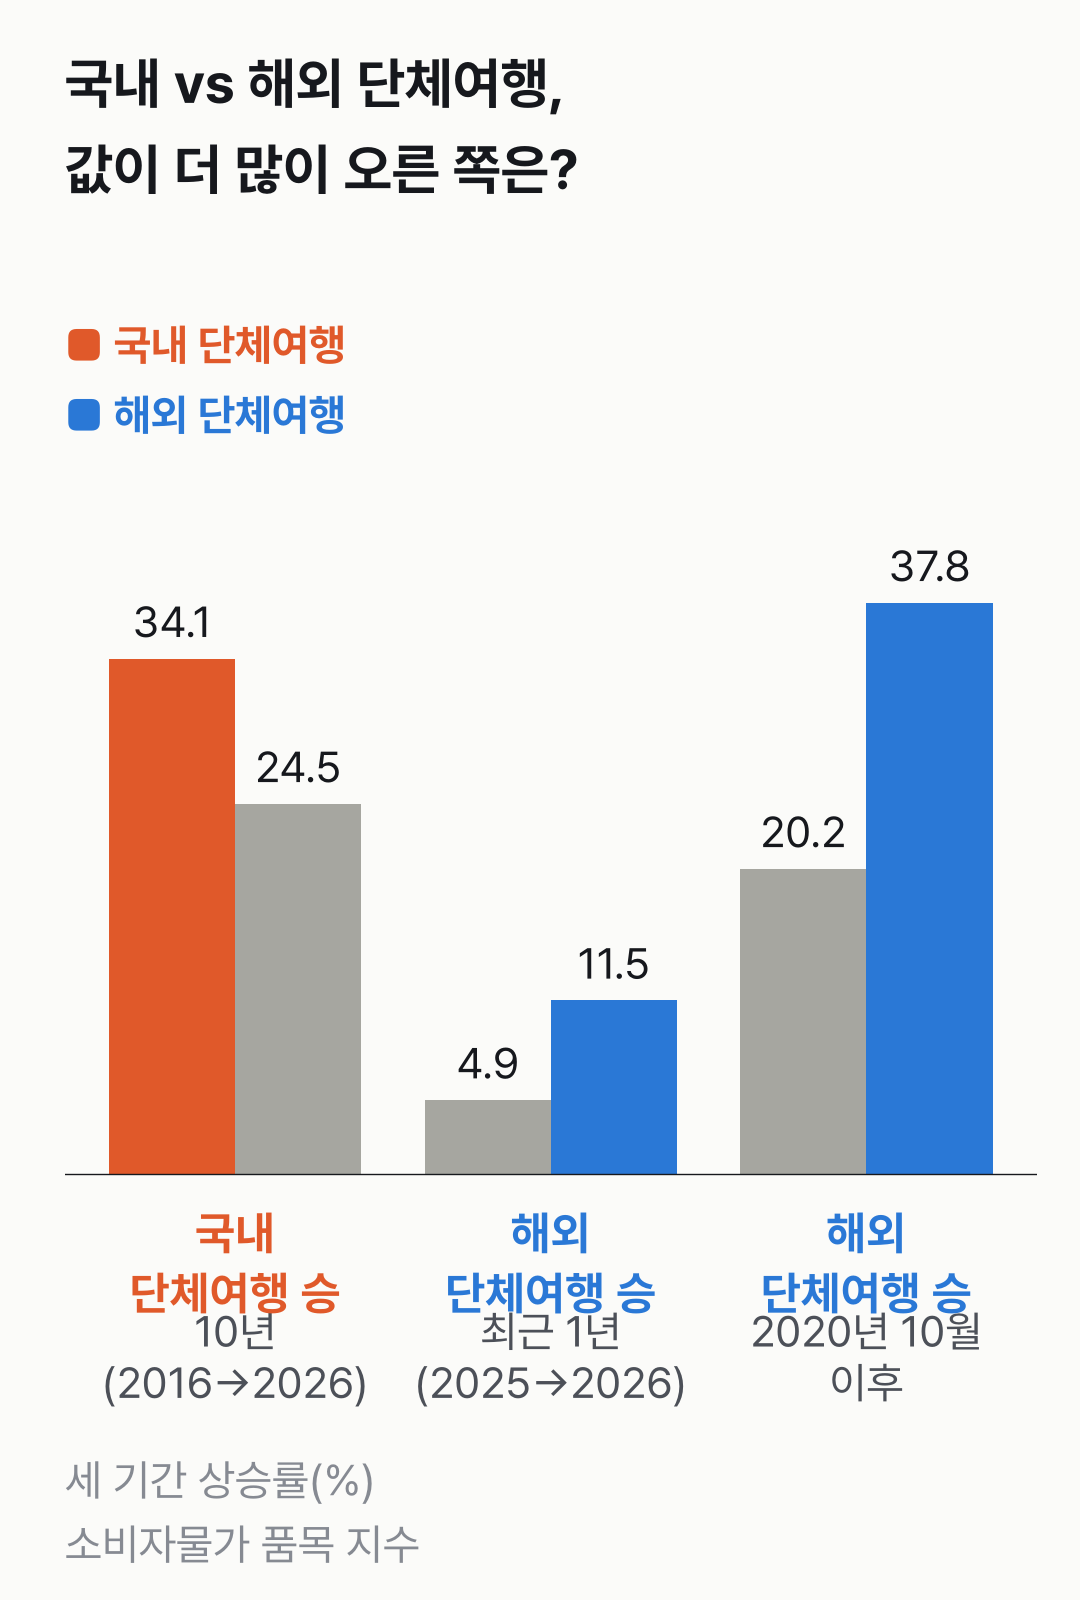 국내 vs 해외 단체여행,
값이 더 많이 오른 쪽은?
국내 단체여행
해외 단체여행
34.1
24.5
4.9
11.5
20.2
37.8
국내
단체여행 승
10년
(2016→2026)
해외
단체여행 승
최근 1년
(2025→2026)
해외
단체여행 승
2020년 10월
이후
세 기간 상승률(%)
소비자물가 품목 지수